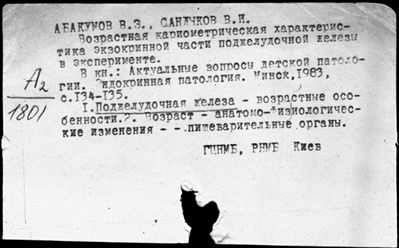 АБАКУМОВ В.З., САНДЧКОВ В.И.
Возрастная кариометрическая характерис-
тика экзокринной части поджелудочной железы
в эксперименте.
В кн.: Актуальные вопросы детской патоло-
гии. Эндокринная патология. Минск,1983,
с.134-135.
А2
1801
1.Поджелудочная железа - возрастные осо-
бенности.2. Возраст - анатомо-физиологичес-
кие изменения - -.пищеварительные органы.
ГЦНМБ, РНМБ Киев